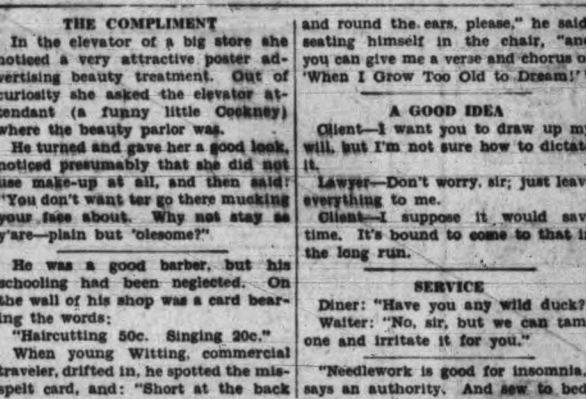 THE COMPLIMENT
In the elevator of a big store she
noticed a very attractive poster ad-
vertising beauty treatment. Out of
curiosity she asked the elevator at-
tendant (a funny little Cockney)
where the beauty parlor was.
He turned and gave her a good look,
noticed presumably that she did not
use make-up at all, and then said:
"You don't want ter go there mucking
your face about. Why not stay as
y'are—plain but 'olesome?"
He was a good barber, but his
schooling had been neglected. On
the wall of his shop was a card bear-
ing the words:
"Haircutting 50c. Singing 20c."
When young Witting, commercial
traveler, drifted in, he spotted the mis-
spelt card, and: "Short at the back
and round the ears, please," he said
seating himself in the chair, "and
you can give me a verse and chorus o
'When I Grow Too Old to Dream!'"
A GOOD IDEA
Client—I want you to draw up my
will, but I'm not sure how to dictat
it.
Lawyer—Don't worry, sir; just leav
everything to me.
Client—I suppose it would sav
time. It's bound to come to that in
the long run.
SERVICE
Diner: "Have you any wild duck?
Waiter: "No, sir, but we can tam
one and irritate it for you."
"Needlework is good for insomnia,
says an authority. And sew to bed